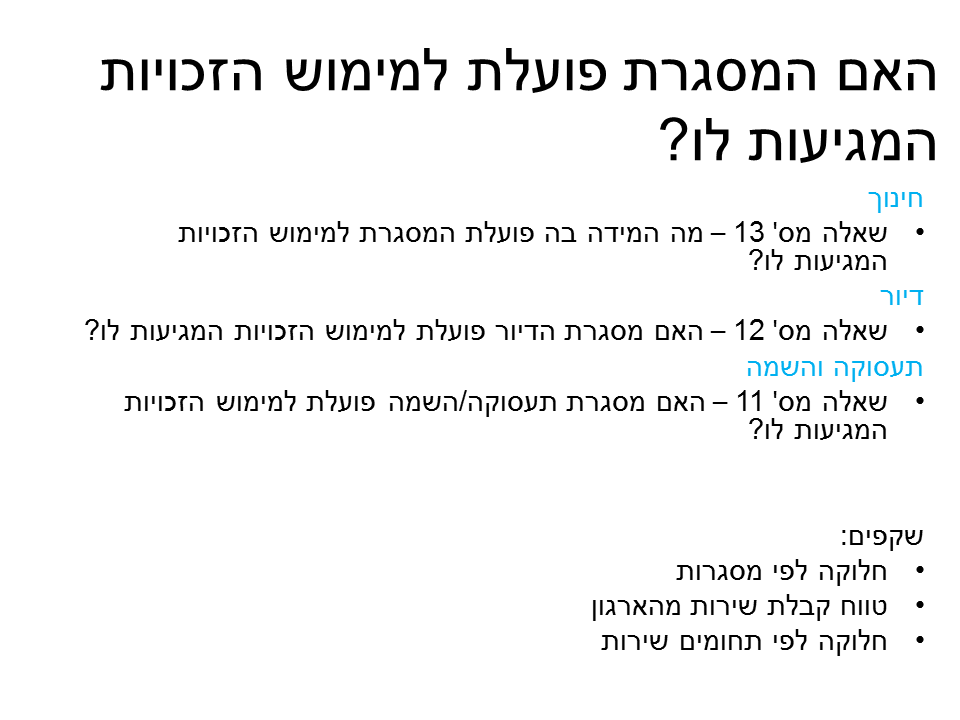 האם המסגרת פועלת למימוש הזכויות
המגיעות לו?
חינוך
• שאלה מס' 13 – מה המידה בה פועלת המסגרת למימוש הזכויות
המגיעות לו?
דיור
• שאלה מס' 12 – האם מסגרת הדיור פועלת למימוש הזכויות המגיעות לו?
תעסוקה והשמה
• שאלה מס' 11 – האם מסגרת תעסוקה/השמה פועלת למימוש הזכויות
המגיעות לו?
שקפים:
• חלוקה לפי מסגרות
• טווח קבלת שירות מהארגון
• חלוקה לפי תחומים שירות